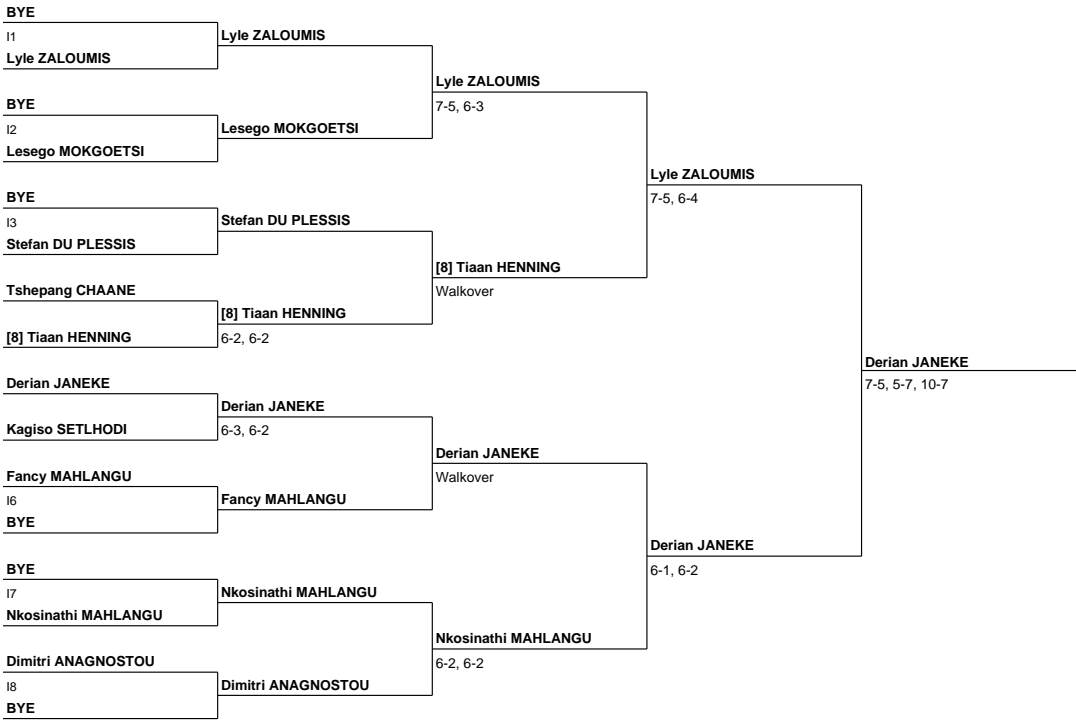 BYE
I1
Lyle ZALOUMIS
BYE
I2
Lesego MOKGOETSI
BYE
I3
Stefan DU PLESSIS
Tshepang CHAANE
[8] Tiaan HENNING
Derian JANEKE
Kagiso SETLHODI
Fancy MAHLANGU
I6
BYE
BYE
I7
Nkosinathi MAHLANGU
Dimitri ANAGNOSTOU
I8
BYE
Lyle ZALOUMIS
Lesego MOKGOETSI
Stefan DU PLESSIS
[8] Tiaan HENNING
6-2, 6-2
Derian JANEKE
6-3, 6-2
Fancy MAHLANGU
Nkosinathi MAHLANGU
Dimitri ANAGNOSTOU
Lyle ZALOUMIS
7-5, 6-3
[8] Tiaan HENNING
Walkover
Derian JANEKE
Walkover
Nkosinathi MAHLANGU
6-2, 6-2
Lyle ZALOUMIS
7-5, 6-4
Derian JANEKE
6-1, 6-2
Derian JANEKE
7-5, 5-7, 10-7